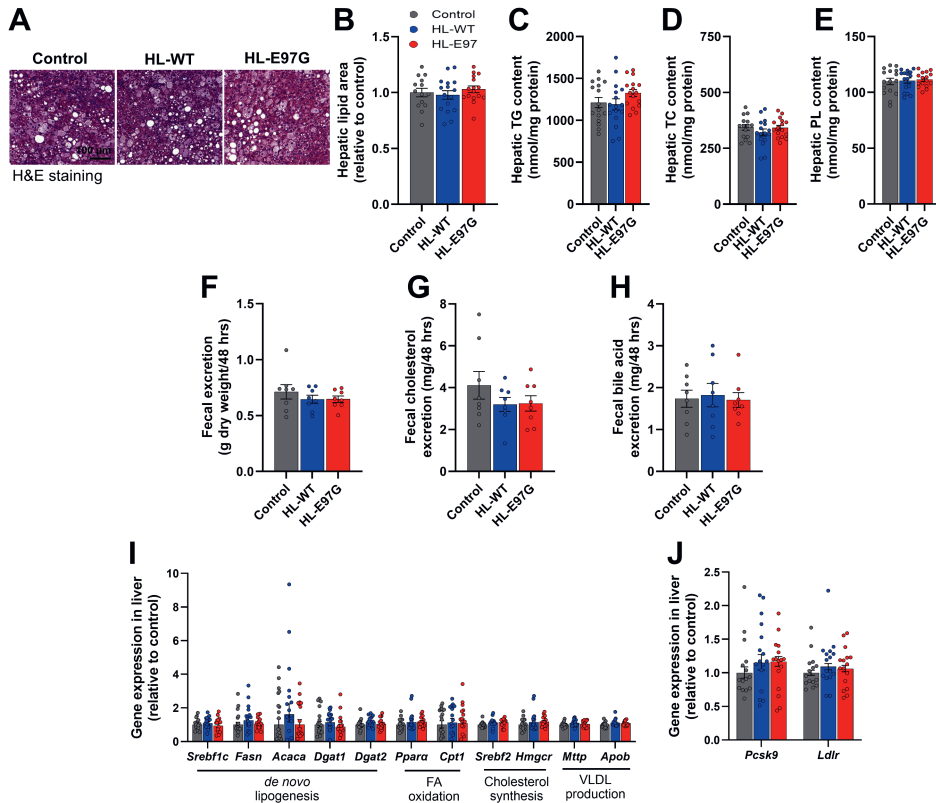 A
Control
HL-WT
HL-E97G
100 μm
H&E staining
B
Control
HL-WT
HL-E97
Hepatic lipid area
(relative to control)
1.5
1.0
0.5
0.0
Control
HL-WT
HL-E97G
C
Hepatic TG content
(nmol/mg protein)
2000
1500
1000
500
0
Control
HL-WT
HL-E97G
D
Hepatic TC content
(nmol/mg protein)
750
500
250
0
Control
HL-WT
HL-E97G
E
Hepatic PL content
(nmol/mg protein)
150
100
50
0
Control
HL-WT
HL-E97G
F
Fecal excretion
(g dry weight/48 hrs)
1.5
1.0
0.5
0.0
Control
HL-WT
HL-E97G
G
Fecal cholesterol
excretion (mg/48 hrs)
8
6
4
2
0
Control
HL-WT
HL-E97G
H
Fecal bile acid
excretion (mg/48 hrs)
4
3
2
1
0
Control
HL-WT
HL-E97G
I
Gene expression in liver
(relative to control)
10
8
6
4
2
0
Srebf1c Fasn Acaca Dgat1 Dgat2 Pparα Cpt1 Srebf2 Hmgcr Mttp Apob
de novo
lipogenesis
FA
oxidation
Cholesterol
synthesis
VLDL
production
J
Gene expression in liver
(relative to control)
2.5
2.0
1.5
1.0
0.5
0.0
Pcsk9 Ldlr